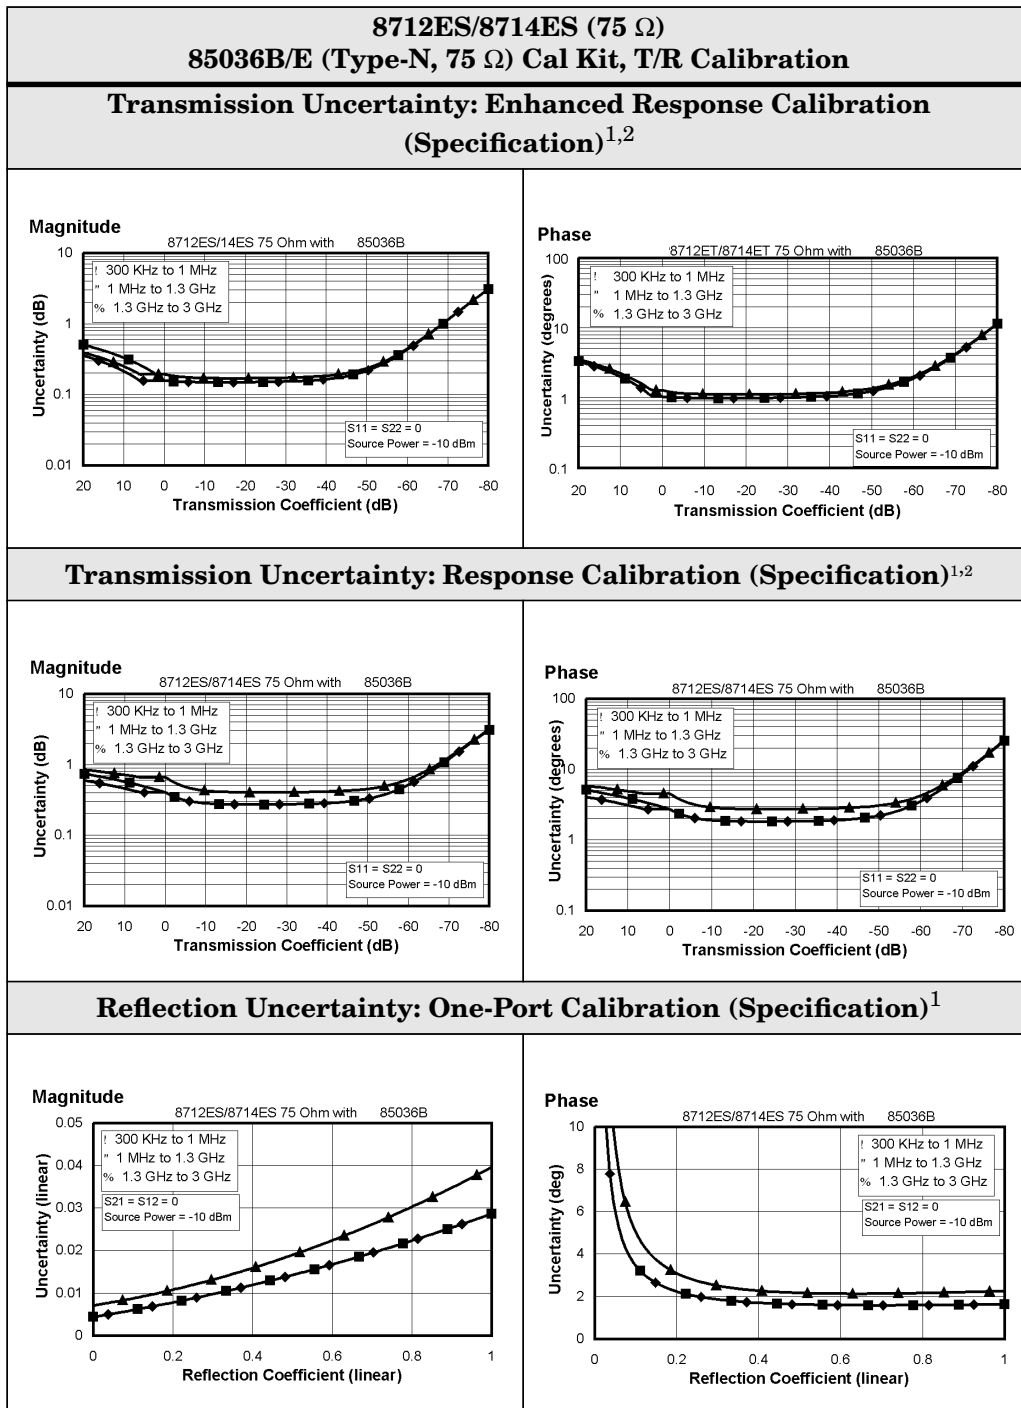 8712ES/8714ES (75 Ω)
85036B/E (Type-N, 75 Ω) Cal Kit, T/R Calibration
Transmission Uncertainty: Enhanced Response Calibration
(Specification)1,2
Magnitude
8712ES/14ES 75 Ohm with 85036B
10
1
0.1
0.01
Uncertainty (dB)
! 300 KHz to 1 MHz
" 1 MHz to 1.3 GHz
% 1.3 GHz to 3 GHz
S11 = S22 = 0
Source Power = -10 dBm
20 10 0 -10 -20 -30 -40 -50 -60 -70 -80
Transmission Coefficient (dB)
Phase
8712ET/8714ET 75 Ohm with 85036B
100
10
1
0.1
Uncertainty (degrees)
! 300 KHz to 1 MHz
" 1 MHz to 1.3 GHz
% 1.3 GHz to 3 GHz
S11 = S22 = 0
Source Power = -10 dBm
20 10 0 -10 -20 -30 -40 -50 -60 -70 -80
Transmission Coefficient (dB)
Transmission Uncertainty: Response Calibration (Specification)1,2
Magnitude
8712ES/8714ES 75 Ohm with 85036B
10
1
0.1
0.01
Uncertainty (dB)
! 300 KHz to 1 MHz
" 1 MHz to 1.3 GHz
% 1.3 GHz to 3 GHz
S11 = S22 = 0
Source Power = -10 dBm
20 10 0 -10 -20 -30 -40 -50 -60 -70 -80
Transmission Coefficient (dB)
Phase
8712ES/8714ES 75 Ohm with 85036B
100
10
1
0.1
Uncertainty (degrees)
! 300 KHz to 1 MHz
" 1 MHz to 1.3 GHz
% 1.3 GHz to 3 GHz
S11 = S22 = 0
Source Power = -10 dBm
20 10 0 -10 -20 -30 -40 -50 -60 -70 -80
Transmission Coefficient (dB)
Reflection Uncertainty: One-Port Calibration (Specification)1
Magnitude
8712ES/8714ES 75 Ohm with 85036B
0.05
0.04
0.03
0.02
0.01
0
Uncertainty (linear)
! 300 KHz to 1 MHz
" 1 MHz to 1.3 GHz
% 1.3 GHz to 3 GHz
S21 = S12 = 0
Source Power = -10 dBm
0 0.2 0.4 0.6 0.8 1
Reflection Coefficient (linear)
Phase
8712ES/8714ES 75 Ohm with 85036B
10
8
6
4
2
0
Uncertainty (deg)
! 300 KHz to 1 MHz
" 1 MHz to 1.3 GHz
% 1.3 GHz to 3 GHz
S21 = S12 = 0
Source Power = -10 dBm
0 0.2 0.4 0.6 0.8 1
Reflection Coefficient (linear)